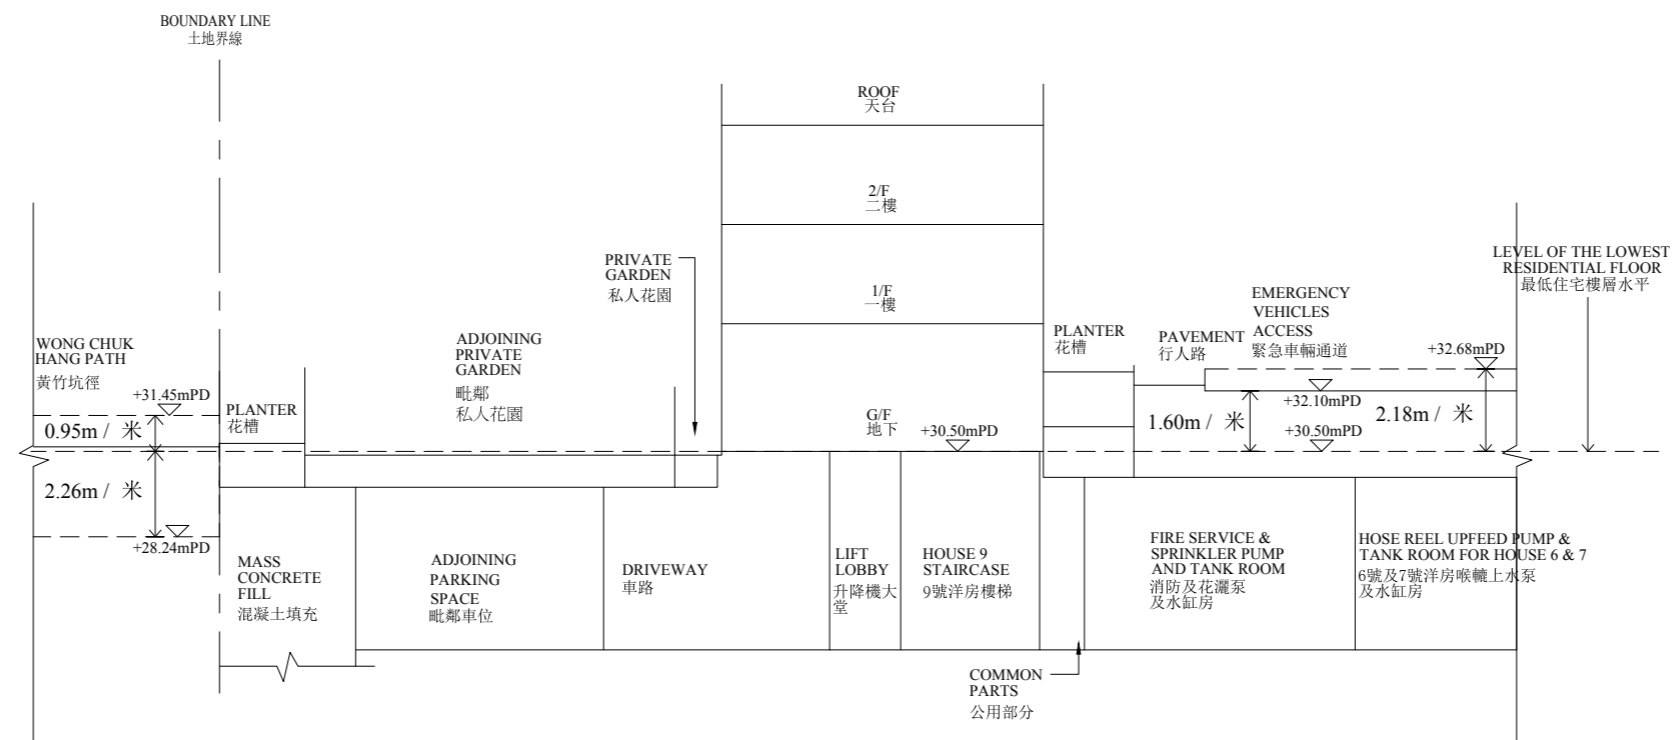 BOUNDARY LINE
土地界線
ROOF
天台
2/F
二樓
1/F
一樓
G/F
地下
+30.50mPD
PRIVATE
GARDEN
私人花園
ADJOINING
PRIVATE
GARDEN
毗鄰
私人花園
WONG CHUK
HANG PATH
黃竹坑徑
+31.45mPD
0.95m / 米
2.26m / 米
+28.24mPD
PLANTER
花槽
PLANTER
花槽
PAVEMENT
行人路
EMERGENCY
VEHICLES
ACCESS
緊急車輛通道
LEVEL OF THE LOWEST
RESIDENTIAL FLOOR
最低住宅樓層水平
+32.68mPD
+32.10mPD
1.60m / 米
2.18m / 米
+30.50mPD
MASS
CONCRETE
FILL
混凝土填充
ADJOINING
PARKING
SPACE
毗鄰車位
DRIVEWAY
車路
LIFT
LOBBY
升降機大
堂
HOUSE 9
STAIRCASE
9號洋房樓梯
FIRE SERVICE &
SPRINKLER PUMP
AND TANK ROOM
消防及花灑泵
及水缸房
HOSE REEL UPFEED PUMP &
TANK ROOM FOR HOUSE 6 & 7
6號及7號洋房喉轆上水泵
及水缸房
COMMON
PARTS
公用部分